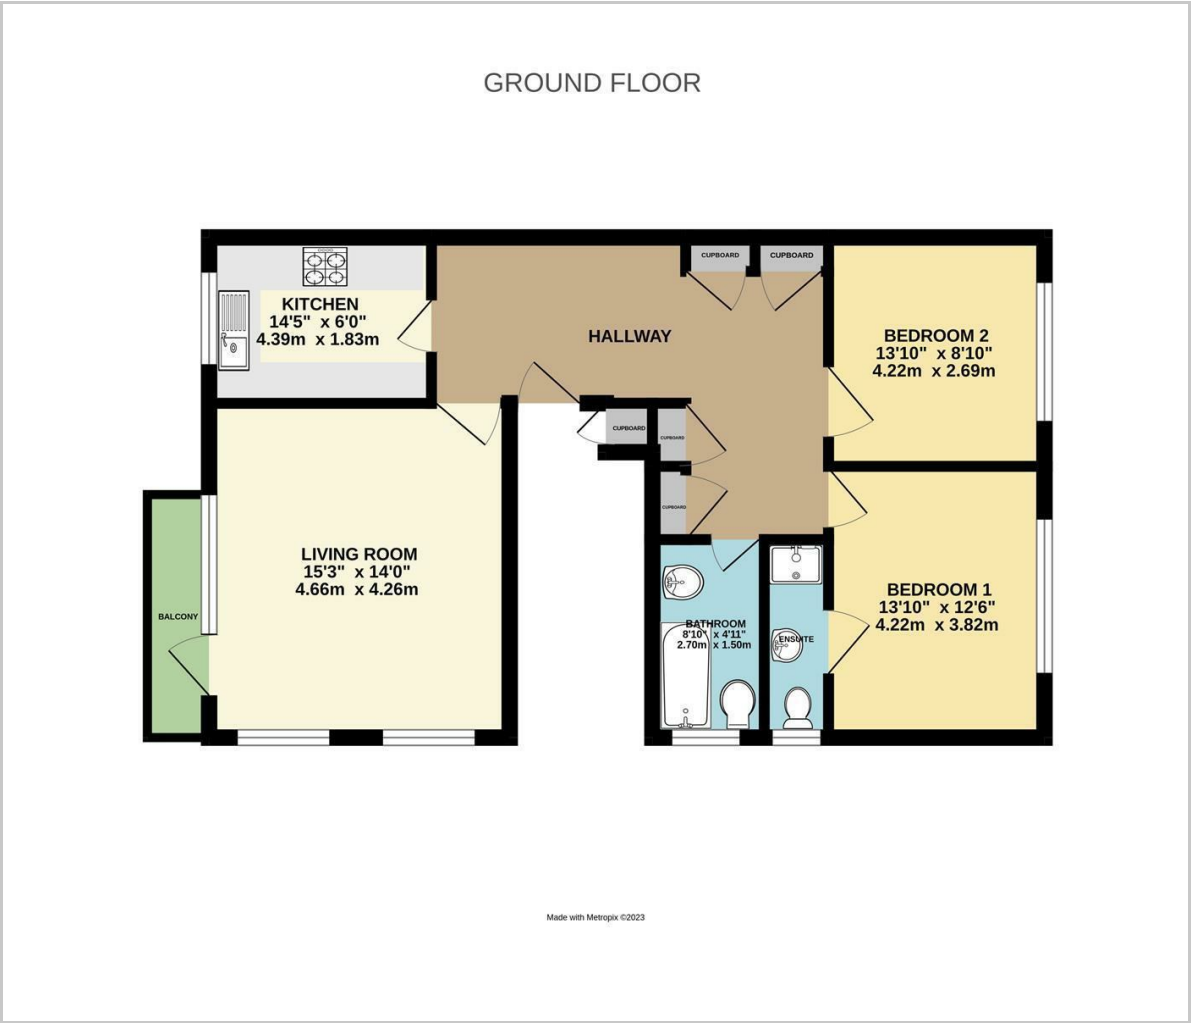 GROUND FLOOR
CUPBOARD
CUPBOARD
KITCHEN
14'5" x 6'0"
4.39m x 1.83m
HALLWAY
BEDROOM 2
13'10" x 8'10"
4.22m x 2.69m
CUPBOARD
CUPBOARD
CUPBOARD
LIVING ROOM
15'3" x 14'0"
4.66m x 4.26m
BALCONY
BATHROOM
8'10" x 4'11"
2.70m x 1.50m
ENSUITE
BEDROOM 1
13'10" x 12'6"
4.22m x 3.82m
Made with Metropix ©2023